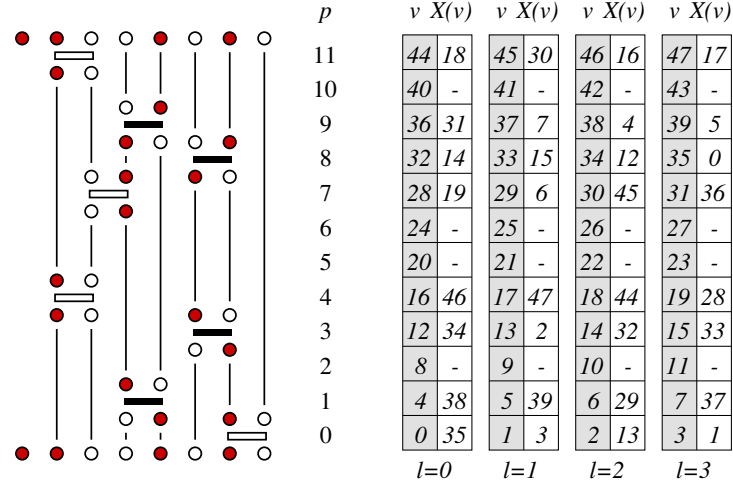 p v X(v) v X(v) v X(v) v X(v)
11 44 18 45 30 46 16 47 17
10 40 - 41 - 42 - 43 -
9 36 31 37 7 38 4 39 5
8 32 14 33 15 34 12 35 0
7 28 19 29 6 30 45 31 36
6 24 - 25 - 26 - 27 -
5 20 - 21 - 22 - 23 -
4 16 46 17 47 18 44 19 28
3 12 34 13 2 14 32 15 33
2 8 - 9 - 10 - 11 -
1 4 38 5 39 6 29 7 37
0 0 35 1 3 2 13 3 1
l=0 l=1 l=2 l=3